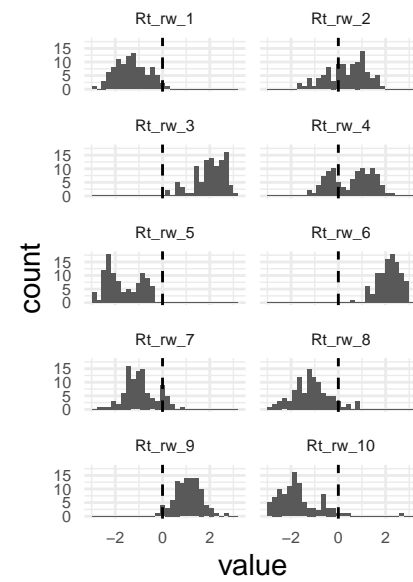 Rt_rw_1 Rt_rw_2
15
10
5
0
Rt_rw_3 Rt_rw_4
15
10
5
0
Rt_rw_5 Rt_rw_6
15
10
5
0
count
Rt_rw_7 Rt_rw_8
15
10
5
0
Rt_rw_9 Rt_rw_10
15
10
5
0
−2 0 2 −2 0 2
value